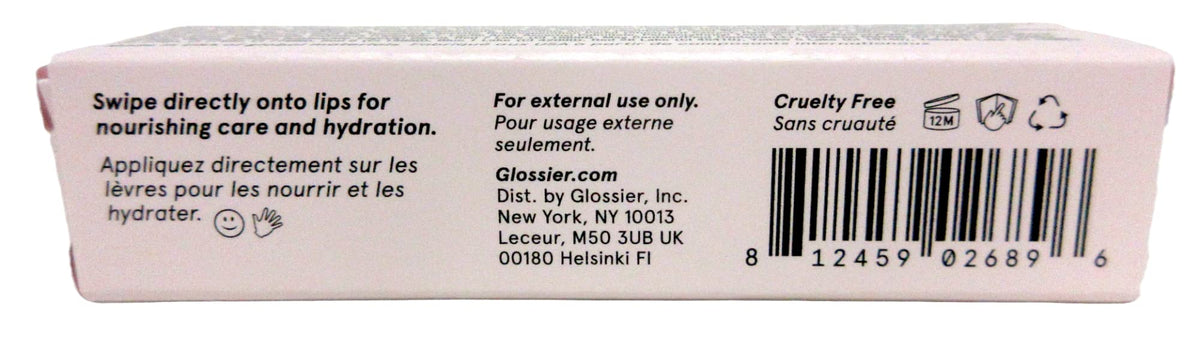 Swipe directly onto lips for
nourishing care and hydration.
Appliquez directement sur les
lèvres pour les nourrir et les
hydrater.
For external use only.
Pour usage externe
seulement.
Glossier.com
Dist. by Glossier, Inc.
New York, NY 10013
Leceur, M50 3UB UK
00180 Helsinki FI
Cruelty Free
Sans cruauté
12M
8 12459 02689 6